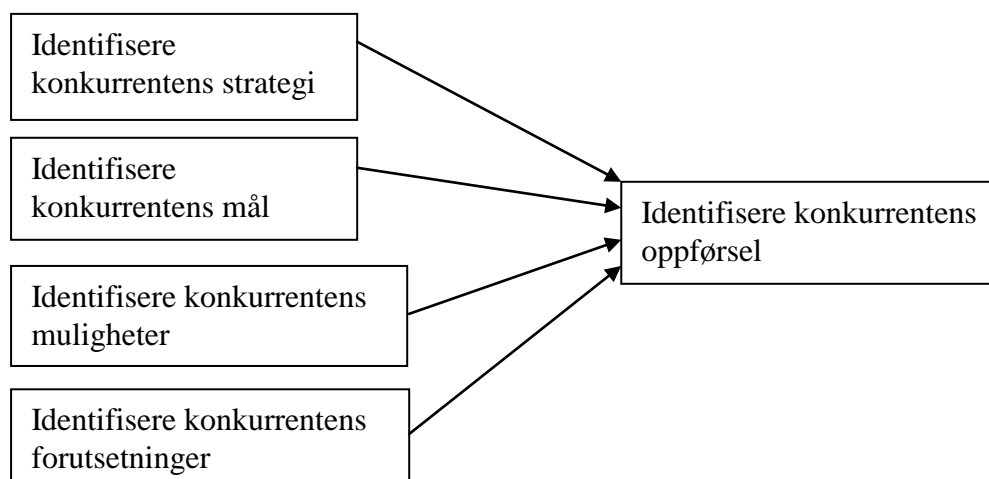 Identifisere
konkurrentens strategi
Identifisere
konkurrentens mål
Identifisere konkurrentens
oppførsel
Identifisere konkurrentens
muligheter
Identifisere konkurrentens
forutsetninger